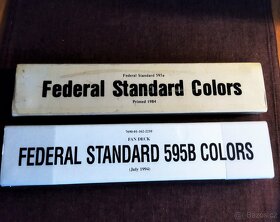 Federal Standard 595a
Federal Standard Colors
Printed 1984
FAN DECK
FEDERAL STANDARD 595B COLORS
(July 1994)